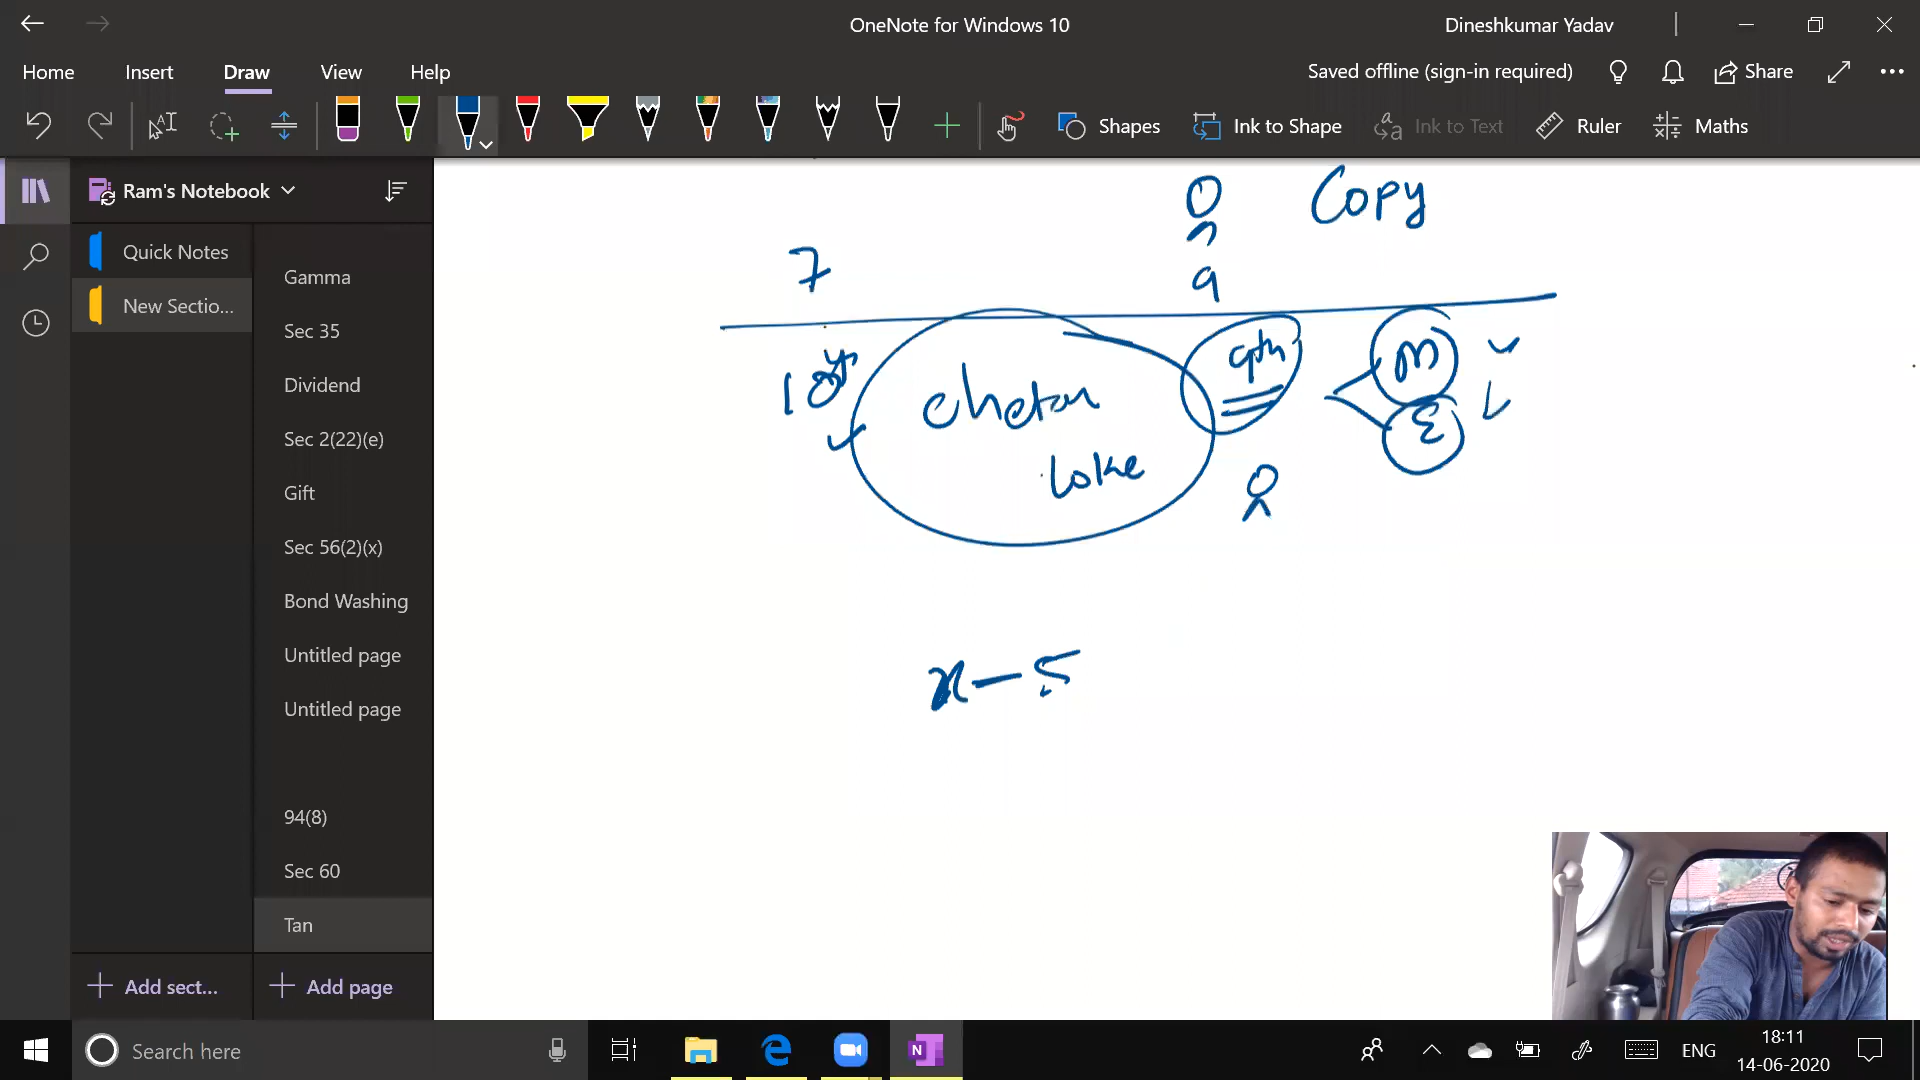 OneNote for Windows 10
Dineshkumar Yadav
Home Insert Draw View Help
Saved offline (sign-in required) Share
Shapes Ink to Shape Ink to Text Ruler Maths
Ram's Notebook
Quick Notes
New Sectio...
Gamma
Sec 35
Dividend
Sec 2(22)(e)
Gift
Sec 56(2)(x)
Bond Washing
Untitled page
Untitled page
94(8)
Sec 60
Tan
Add sect...
Add page
Copy
7
9
9th
M
chetan
E
loke
x-5
Search here
ENG
18:11
14-06-2020